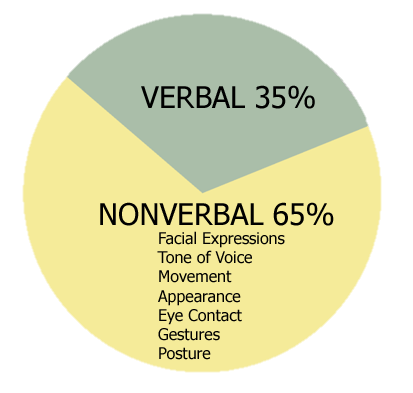 VERBAL 35%
NONVERBAL 65%
Facial Expressions
Tone of Voice
Movement
Appearance
Eye Contact
Gestures
Posture